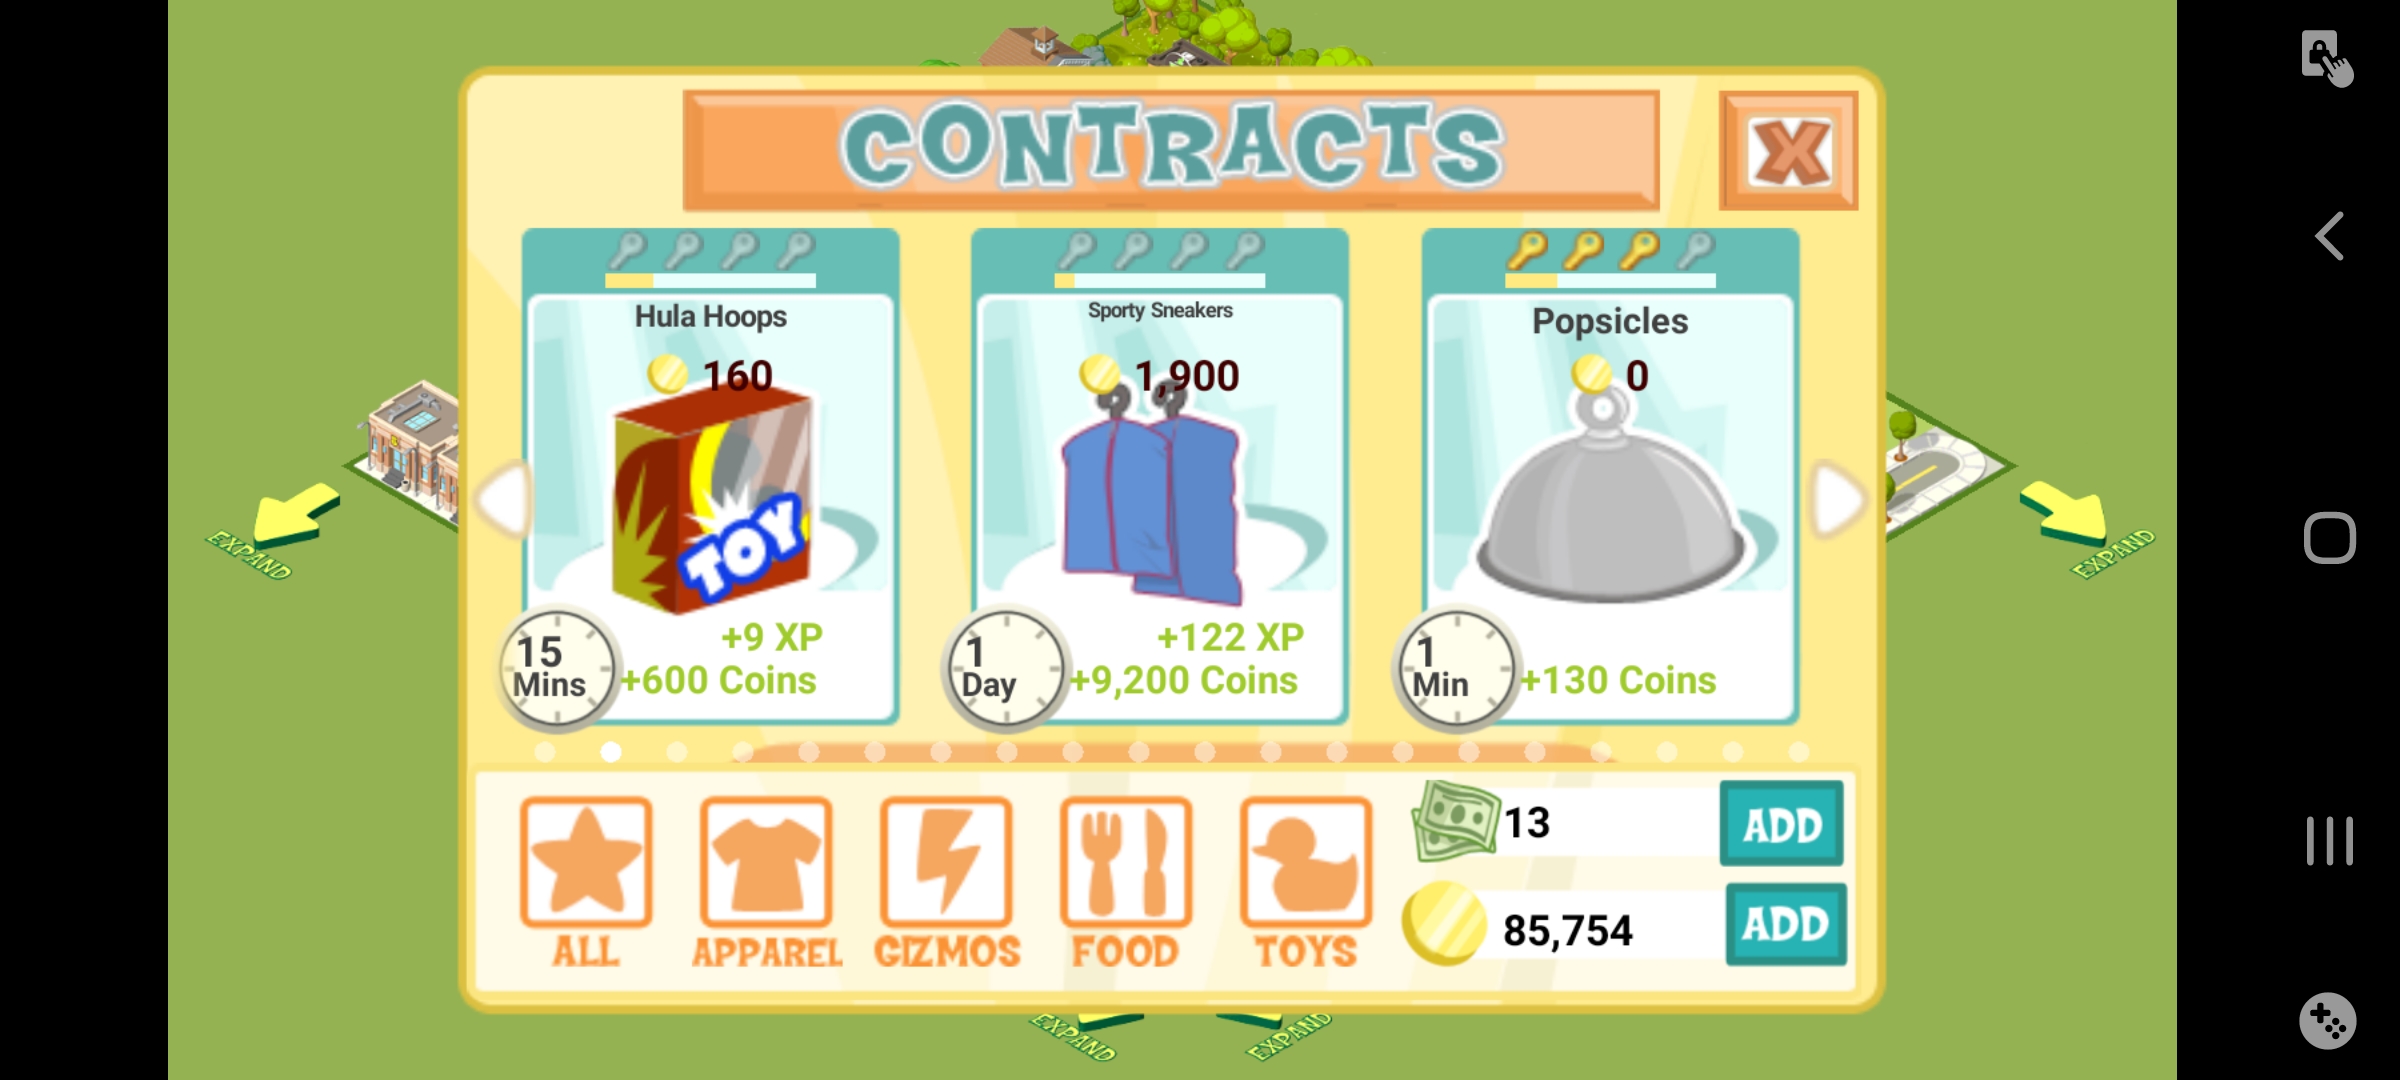 CONTRACTS
X
Hula Hoops
160
TOY
15
Mins
+9 XP
+600 Coins
Sporty Sneakers
1,900
1
Day
+122 XP
+9,200 Coins
Popsicles
0
1
Min
+130 Coins
EXPAND
EXPAND
ALL
APPAREL
GIZMOS
FOOD
TOYS
13
ADD
85,754
ADD
EXPAND
EXPAND